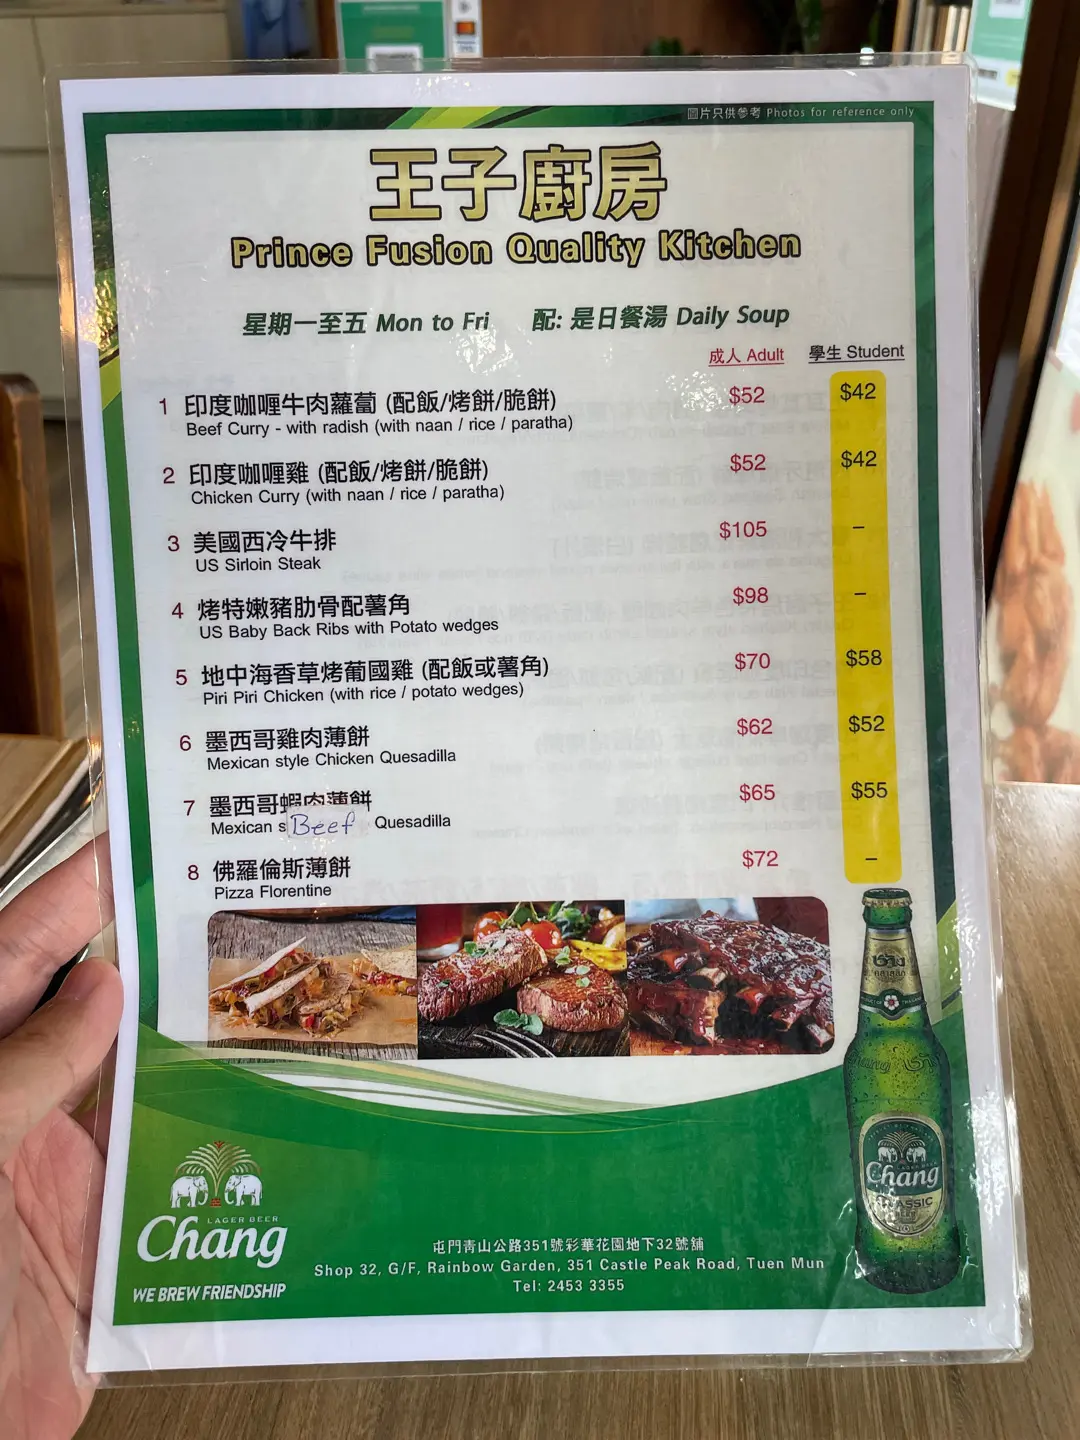 圖片只供參考 Photos for reference only
王子廚房
Prince Fusion Quality Kitchen
星期一至五 Mon to Fri 配: 是日餐湯 Daily Soup
成人 Adult 學生 Student
1 印度咖喱牛肉蘿蔔 (配飯/烤餅/脆餅) $52 $42
Beef Curry - with radish (with naan / rice / paratha)
2 印度咖喱雞 (配飯/烤餅/脆餅) $52 $42
Chicken Curry (with naan / rice / paratha)
3 美國西冷牛排 $105 –
US Sirloin Steak
4 烤特嫩豬肋骨配薯角 $98 –
US Baby Back Ribs with Potato wedges
5 地中海香草烤葡國雞 (配飯或薯角) $70 $58
Piri Piri Chicken (with rice / potato wedges)
6 墨西哥雞肉薄餅 $62 $52
Mexican style Chicken Quesadilla
7 墨西哥蝦肉薄餅 $65 $55
Mexican s Beef Quesadilla
8 佛羅倫斯薄餅 $72 –
Pizza Florentine
LAGER BEER
Chang
WE BREW FRIENDSHIP
屯門青山公路351號彩華花園地下32號舖
Shop 32, G/F, Rainbow Garden, 351 Castle Peak Road, Tuen Mun
Tel: 2453 3355
Chang
CLASSIC